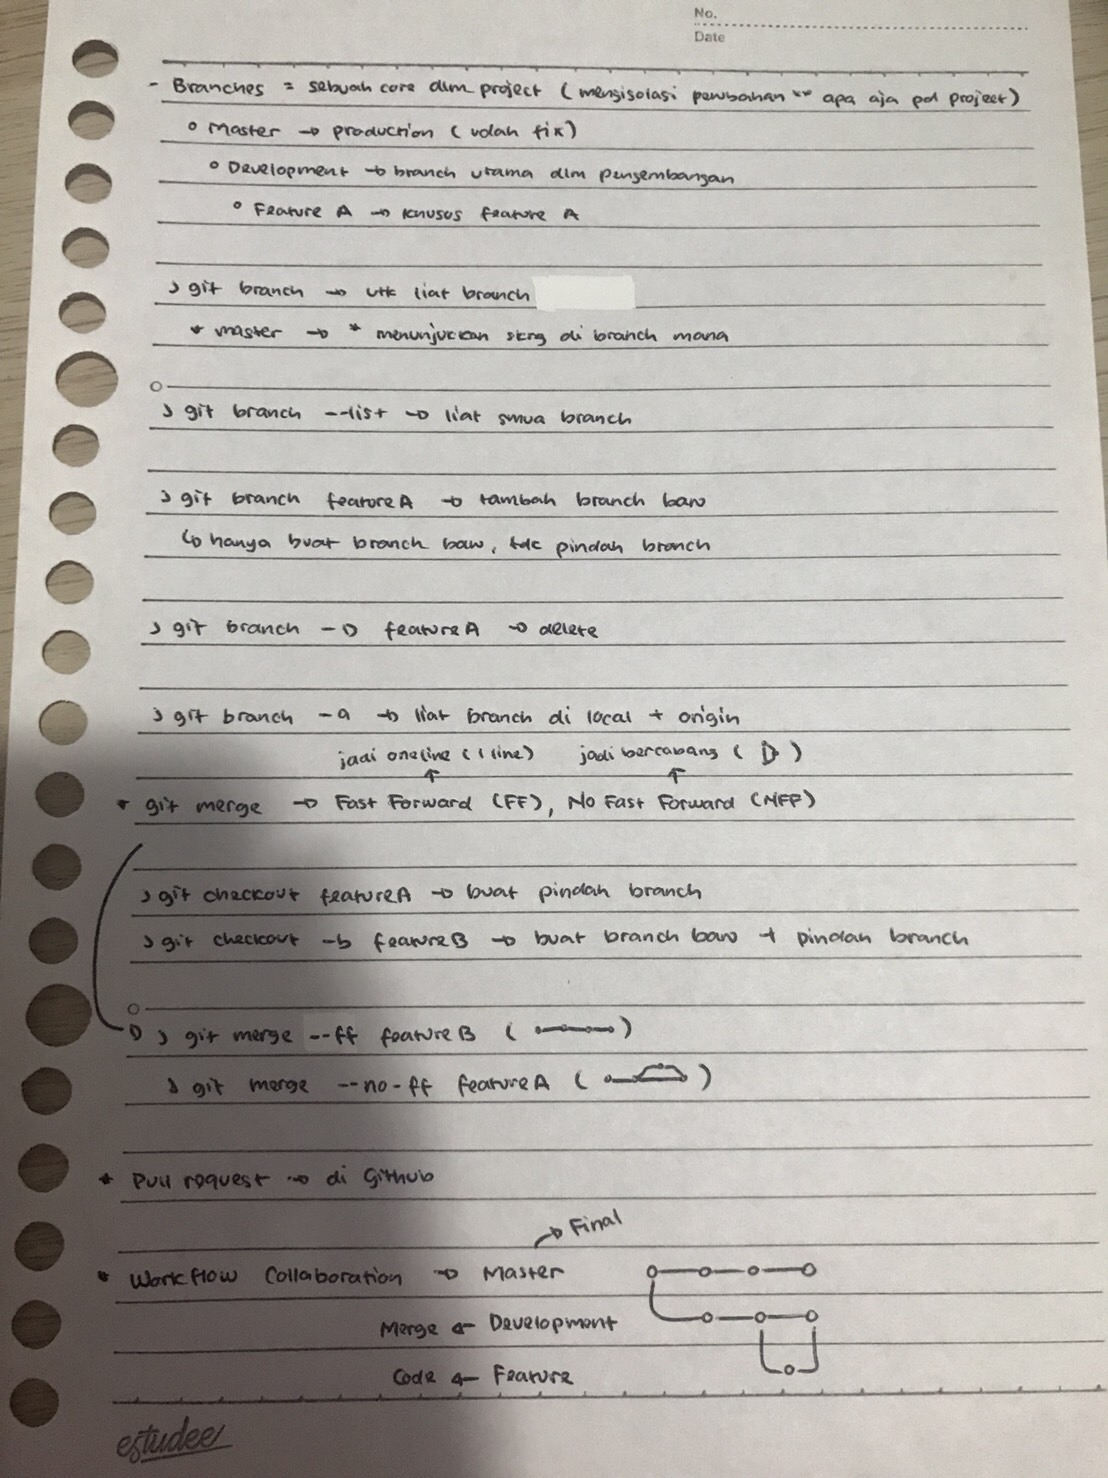 No.
Date
- Branches = sebuah core dlm project ( mengisolasi perubahan" apa aja pd project )
° Master → production ( udah fix )
° Development → branch utama dlm pengembangan
° Feature A → khusus feature A
> git branch → utk liat branch
* master → * menunjukkan skrg di branch mana
> git branch --list → liat smua branch
> git branch featureA → tambah branch baru
↳ hanya buat branch baru, tdk pindah branch
> git branch -D featureA → delete
> git branch -a → liat branch di local + origin
jadi oneline ( 1 line ) jadi bercabang ( )
* git merge → Fast Forward (FF), No Fast Forward (NFF)
> git checkout featureA → buat pindah branch
> git checkout -b featureB → buat branch baru + pindah branch
> git merge --ff featureB ( )
> git merge --no-ff featureA ( )
* Pull request → di Github
→ Final
* Workflow Collaboration → Master
Merge ← Development
Code ← Feature
estudee